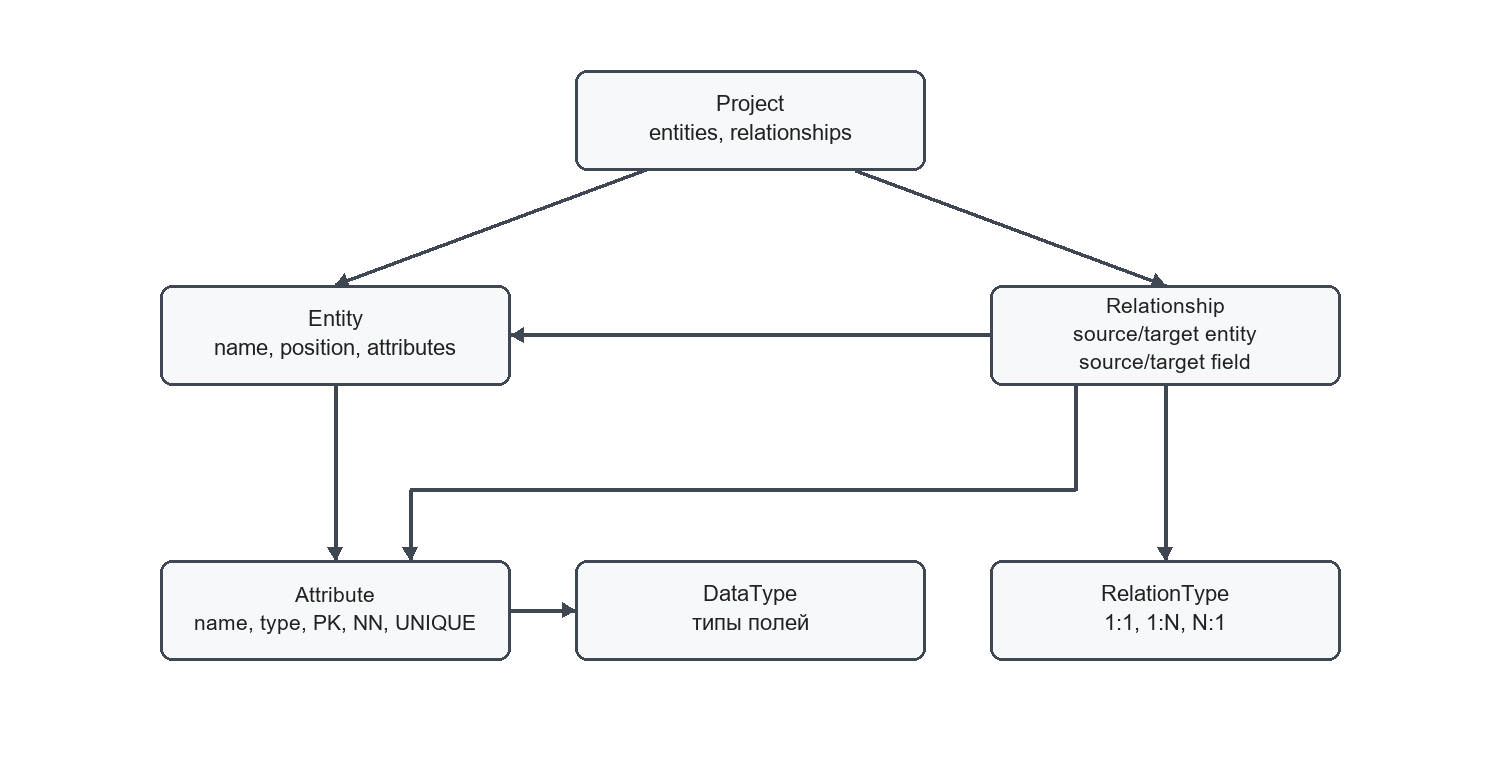 Project
entities, relationships
Entity
name, position, attributes
Relationship
source/target entity
source/target field
Attribute
name, type, PK, NN, UNIQUE
DataType
типы полей
RelationType
1:1, 1:N, N:1